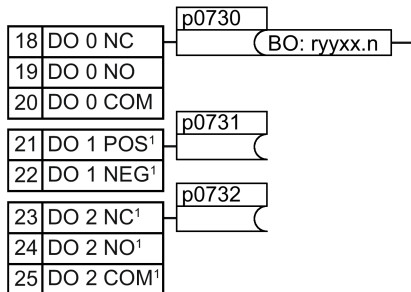 p0730
18 DO 0 NC
BO: ryyxx.n
19 DO 0 NO
20 DO 0 COM
p0731
21 DO 1 POS¹
22 DO 1 NEG¹
p0732
23 DO 2 NC¹
24 DO 2 NO¹
25 DO 2 COM¹